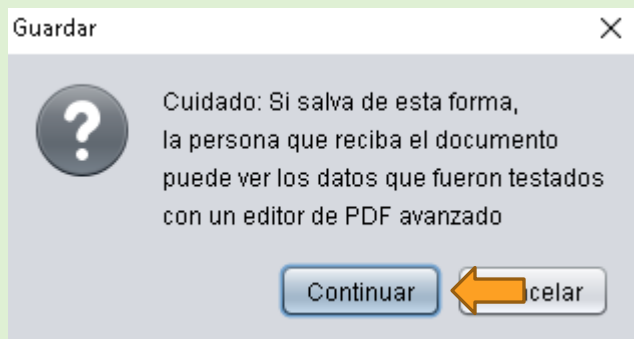 Guardar
Cuidado: Si salva de esta forma,
la persona que reciba el documento
puede ver los datos que fueron testados
con un editor de PDF avanzado
Continuar